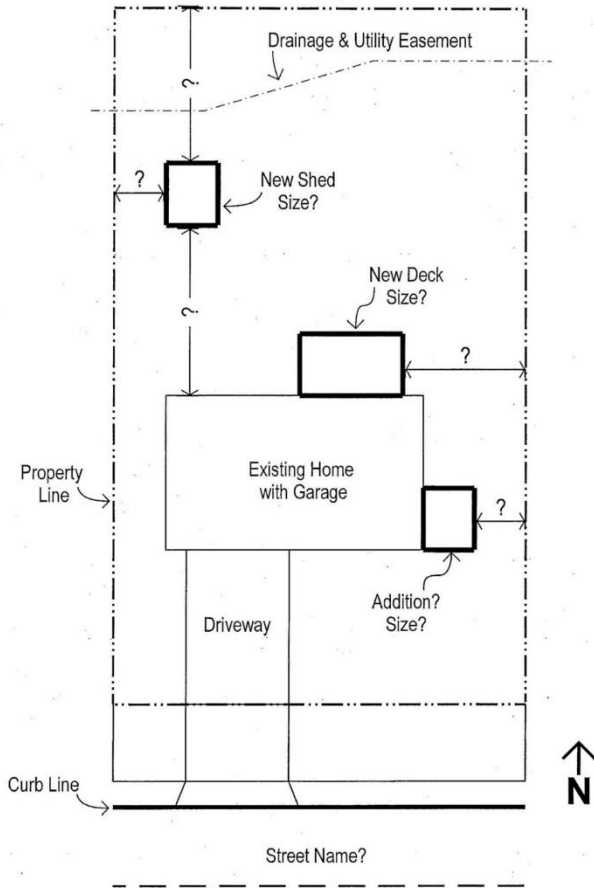 Drainage & Utility Easement
?
?
New Shed
Size?
?
New Deck
Size?
?
Existing Home
with Garage
Property
Line
?
Addition?
Size?
Driveway
Curb Line
N
Street Name?